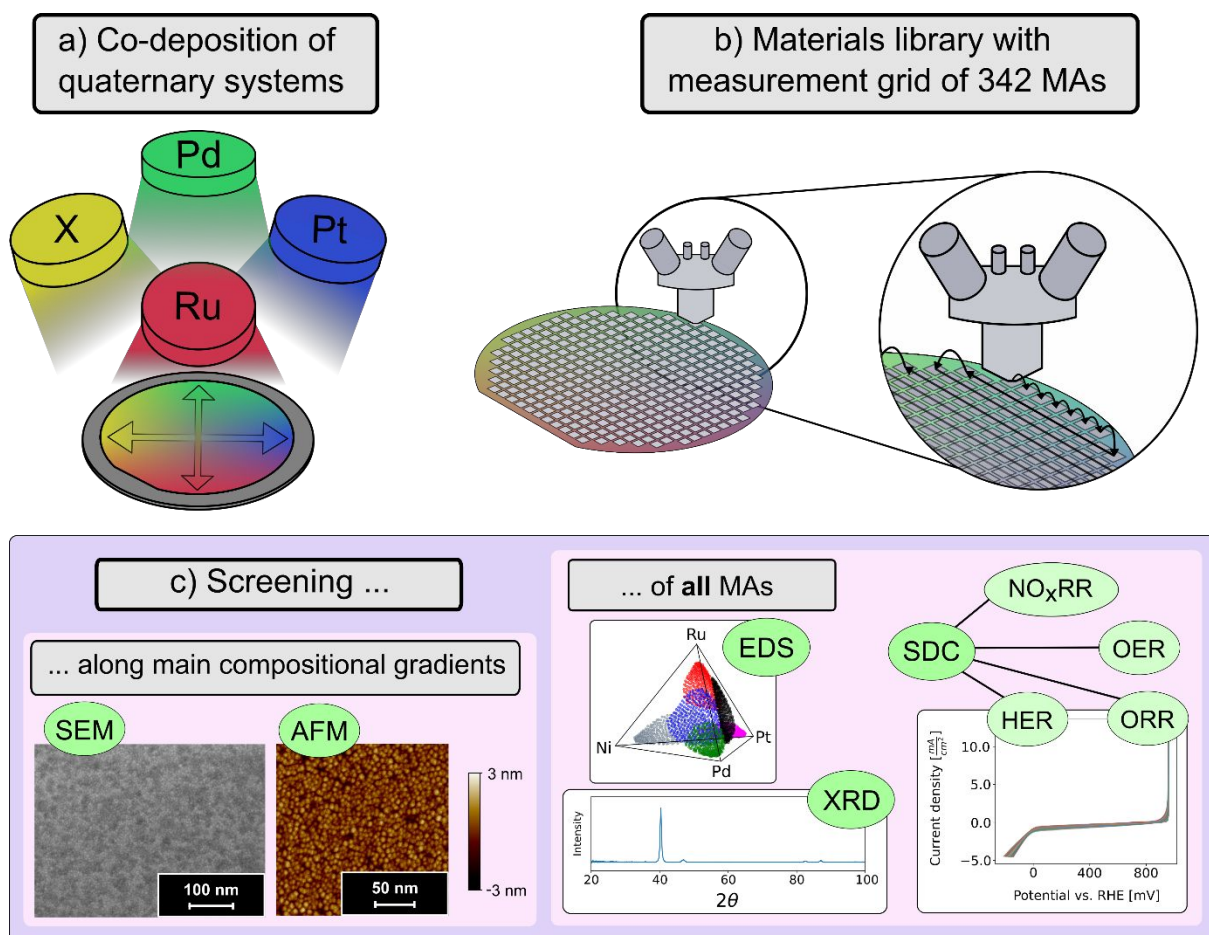 a) Co-deposition of
quaternary systems
Pd
X
Pt
Ru
b) Materials library with
measurement grid of 342 MAs
c) Screening ...
... along main compositional gradients
SEM
100 nm
AFM
50 nm
3 nm
-3 nm
... of all MAs
EDS
Ru
Ni
Pt
Pd
XRD
Intensity
20
40
60
80
100
2θ
SDC
NOxRR
OER
ORR
HER
Current density [mA/cm²]
10.0
5.0
0.0
-5.0
0
400
800
Potential vs. RHE [mV]